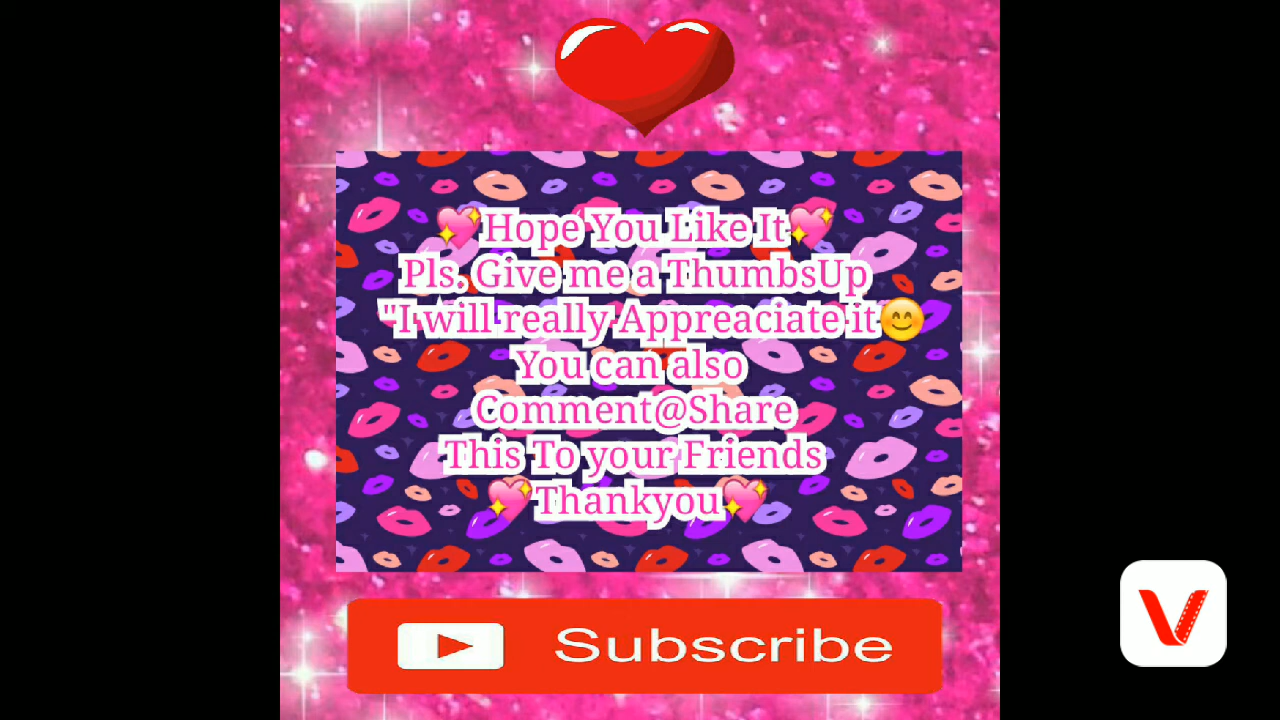 💖Hope You Like It💖
Pls. Give me a ThumbsUp
"I will really Appreaciate it😊
You can also
Comment@Share
This To your Friends
💖Thankyou💖
Subscribe
V